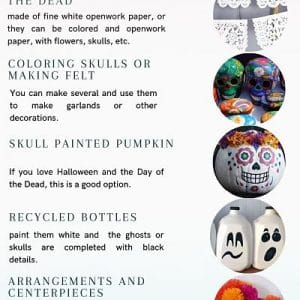 THE DEAD
made of fine white openwork paper, or
they can be colored and openwork
paper, with flowers, skulls, etc.
COLORING SKULLS OR
MAKING FELT
You can make several and use them
to make garlands or other
decorations.
SKULL PAINTED PUMPKIN
If you love Halloween and the Day of
the Dead, this is a good option.
RECYCLED BOTTLES
paint them white and the ghosts or
skulls are completed with black
details.
ARRANGEMENTS AND
CENTERPIECES